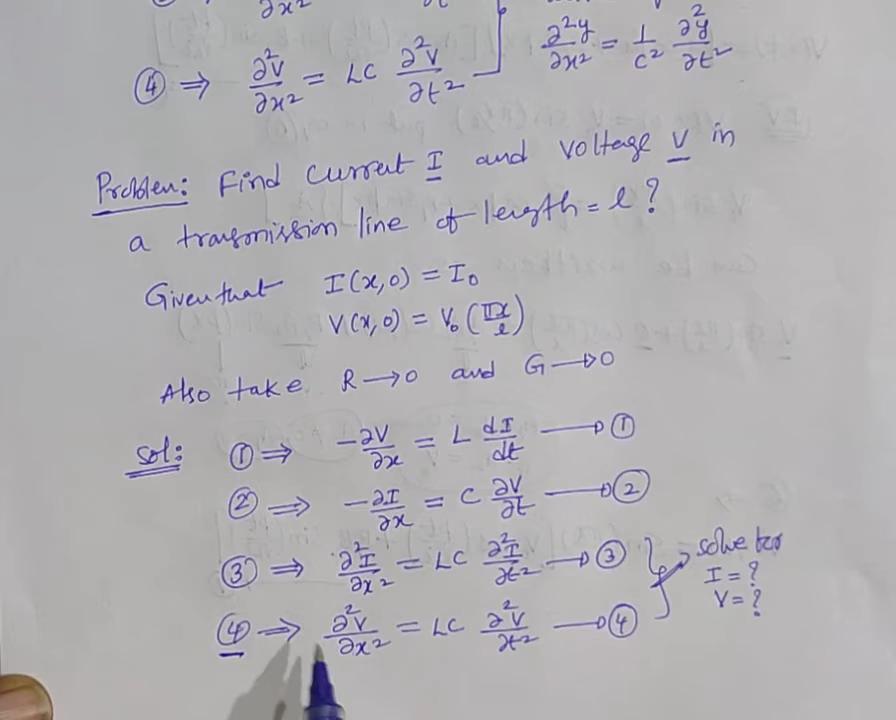 ∂x²
④ ⇒ ∂²V/∂x² = LC ∂²V/∂t²
∂²y/∂x² = 1/c² ∂²y/∂t²
Problem: Find current I and voltage V in
a transmission line of length = l?
Given that I(x,0) = I₀
V(x,0) = V₀ (πx/l)
Also take R → 0 and G → 0
Sol: ① ⇒ -∂V/∂x = L dI/dt → ①
② ⇒ -∂I/∂x = C ∂V/∂t → ②
③ ⇒ ∂²I/∂x² = LC ∂²I/∂t² → ③
④ ⇒ ∂²V/∂x² = LC ∂²V/∂t² → ④
solve for
I = ?
V = ?